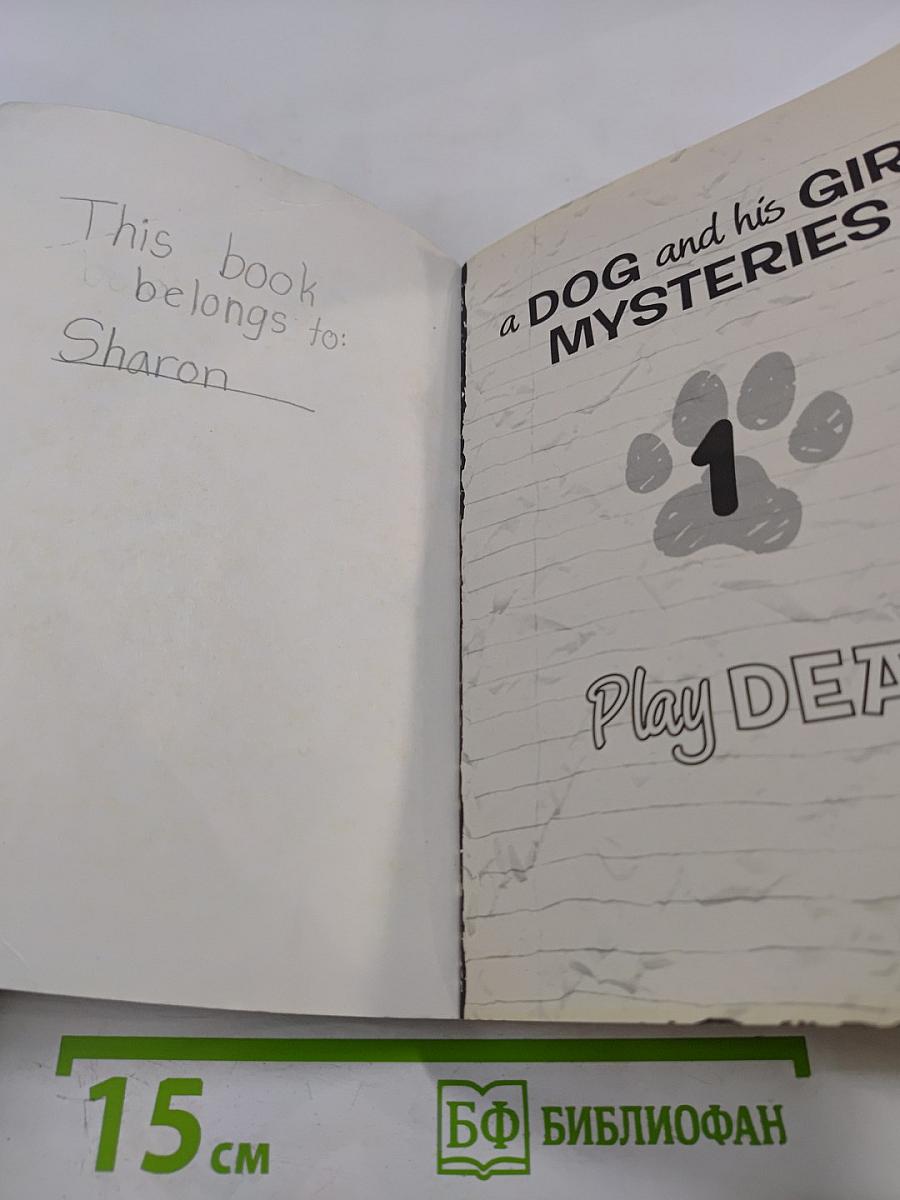 This book
belongs to:
Sharon
a DOG and his GIR
MYSTERIES
1
Play DEA
15 см
БФ БИБЛИОФАН